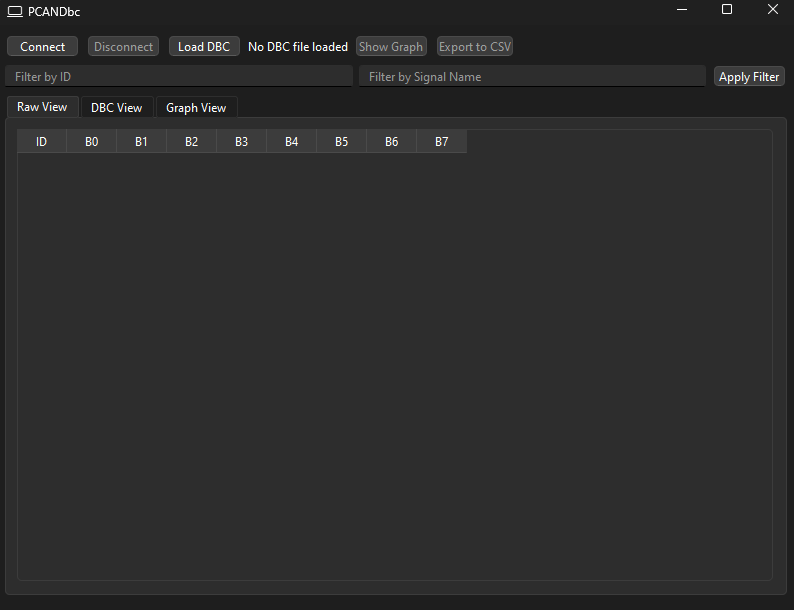 PCANDbc
Connect Disconnect Load DBC No DBC file loaded Show Graph Export to CSV
Filter by ID Filter by Signal Name Apply Filter
Raw View DBC View Graph View
ID B0 B1 B2 B3 B4 B5 B6 B7